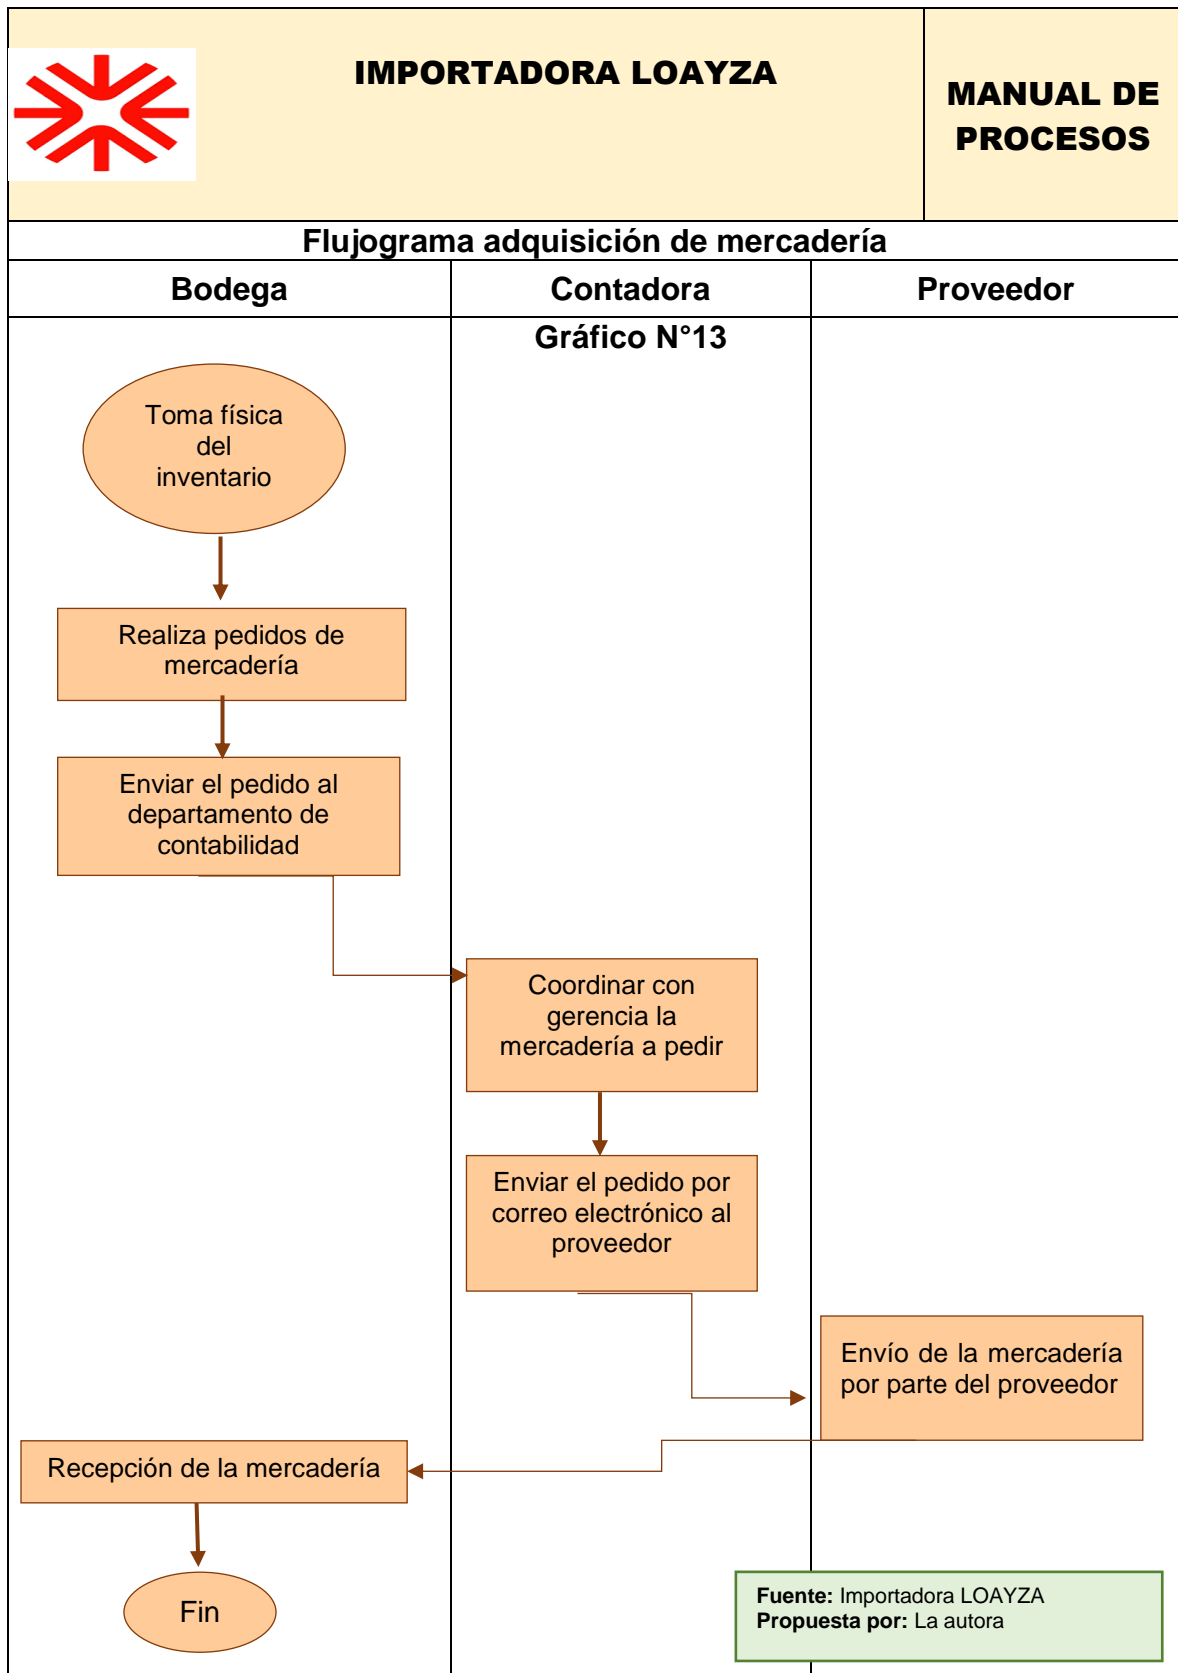 IMPORTADORA LOAYZA
MANUAL DE
PROCESOS
Flujograma adquisición de mercadería
Bodega
Contadora
Proveedor
Gráfico N°13
Toma física
del
inventario
Realiza pedidos de
mercadería
Enviar el pedido al
departamento de
contabilidad
Coordinar con
gerencia la
mercadería a pedir
Enviar el pedido por
correo electrónico al
proveedor
Envío de la mercadería
por parte del proveedor
Recepción de la mercadería
Fin
Fuente: Importadora LOAYZA
Propuesta por: La autora